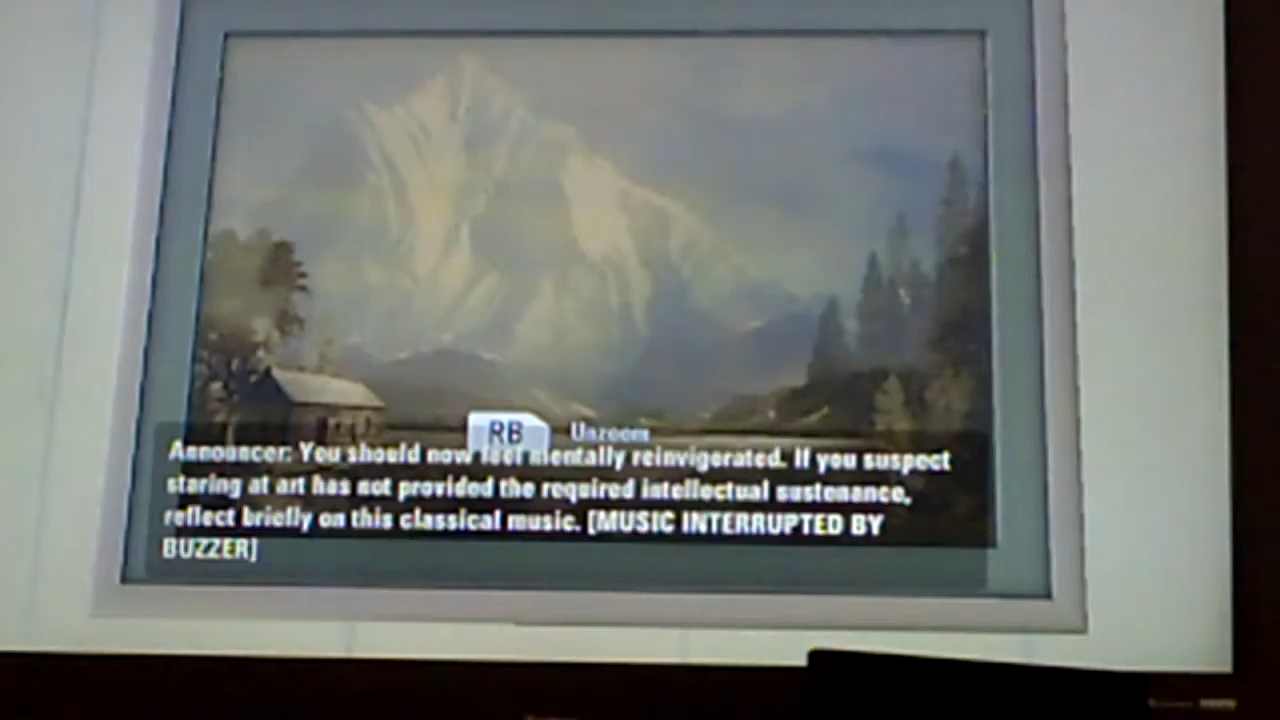 RB Unzoom
Announcer: You should now feel mentally reinvigorated. If you suspect
staring at art has not provided the required intellectual sustenance,
reflect briefly on this classical music. [MUSIC INTERRUPTED BY
BUZZER]